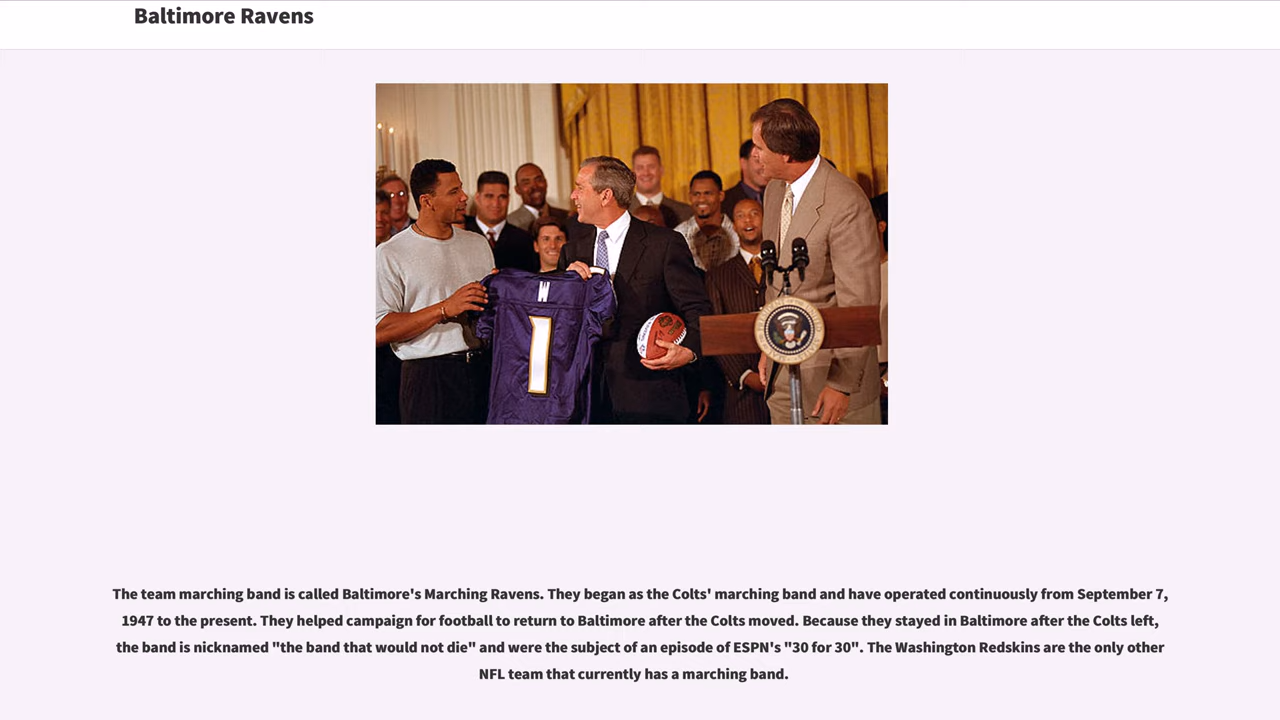 Baltimore Ravens
1
The team marching band is called Baltimore's Marching Ravens. They began as the Colts' marching band and have operated continuously from September 7,
1947 to the present. They helped campaign for football to return to Baltimore after the Colts moved. Because they stayed in Baltimore after the Colts left,
the band is nicknamed "the band that would not die" and were the subject of an episode of ESPN's "30 for 30". The Washington Redskins are the only other
NFL team that currently has a marching band.